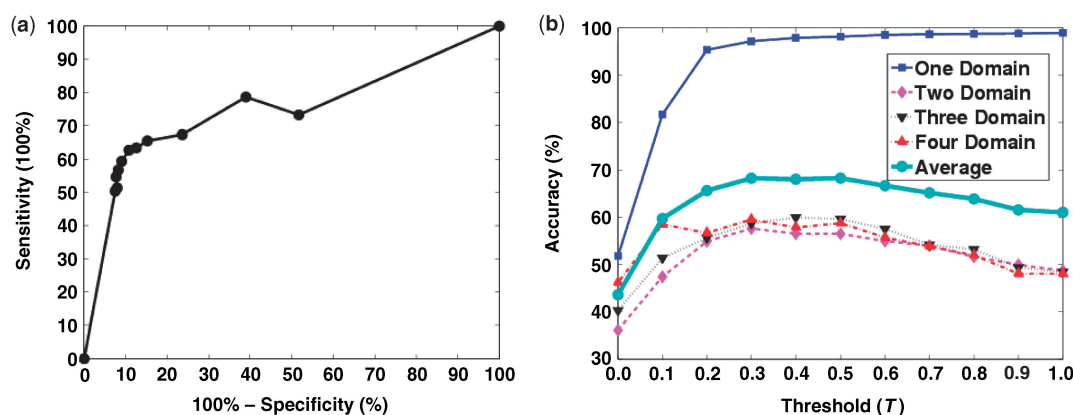 (a)
100
90
80
70
60
50
40
30
20
10
0
Sensitivity (100%)
0 10 20 30 40 50 60 70 80 90 100
100% – Specificity (%)
(b)
100
90
80
70
60
50
40
30
Accuracy (%)
One Domain
Two Domain
Three Domain
Four Domain
Average
0.0 0.1 0.2 0.3 0.4 0.5 0.6 0.7 0.8 0.9 1.0
Threshold (T)